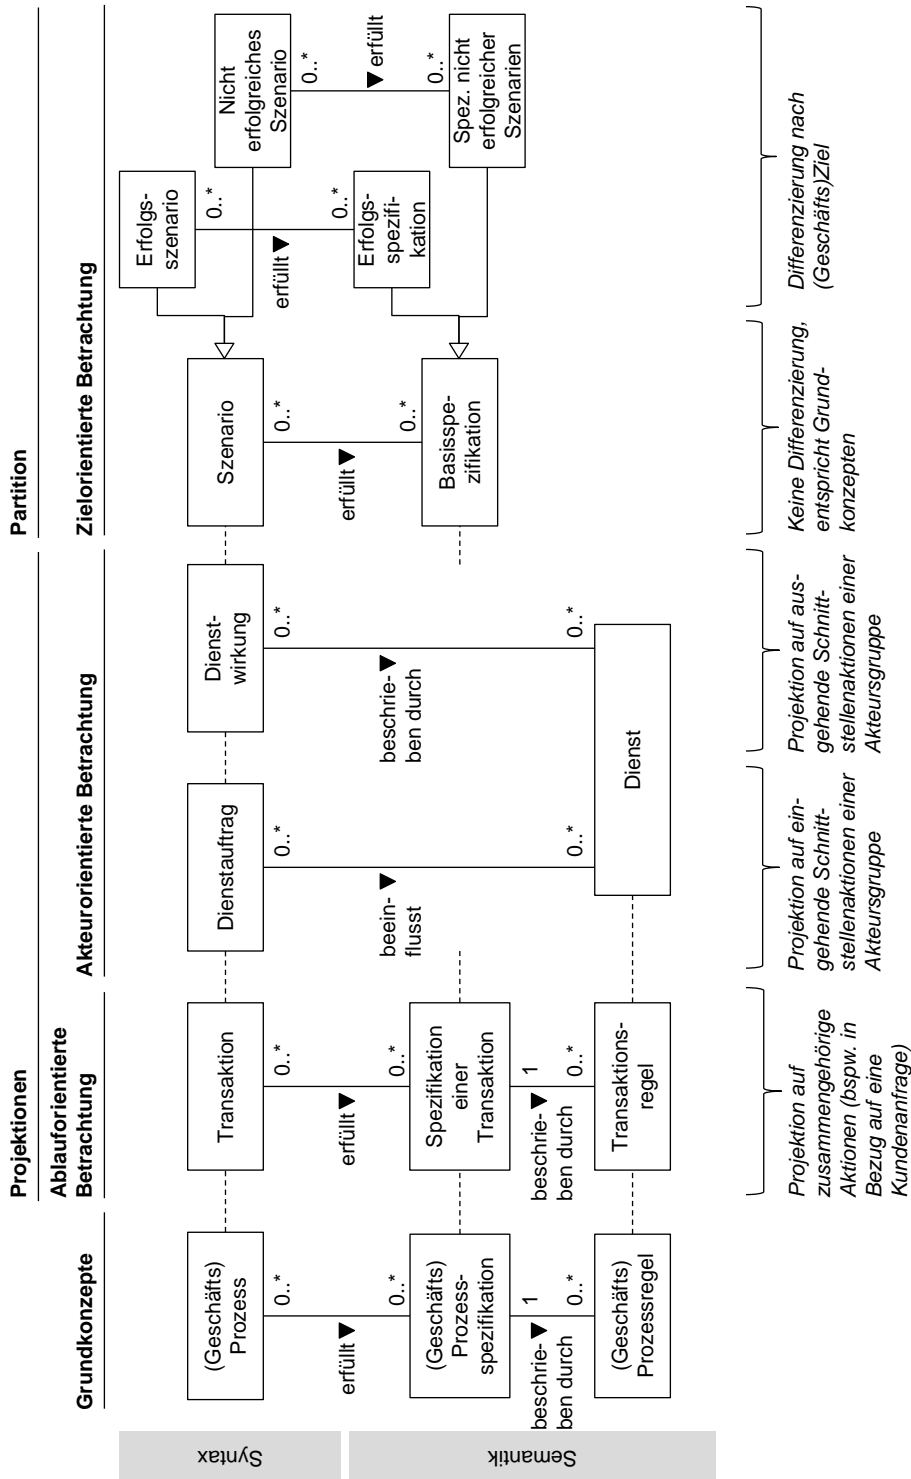 Projektionen
Partition
Grundkonzepte
Ablauforientierte
Betrachtung
Akteurorientierte Betrachtung
Zielorientierte Betrachtung
Syntax
(Geschäfts)
Prozess
Transaktion
Dienstauftrag
Dienst-
wirkung
Szenario
Erfolgs-
szenario
Nicht
erfolgreiches
Szenario
0..*
0..*
0..*
0..*
0..*
0..*
0..*
erfüllt
erfüllt
beein-
flusst
beschrie-
ben durch
erfüllt
erfüllt
erfüllt
0..*
0..*
0..*
0..*
0..*
Semantik
(Geschäfts)
Prozess-
spezifikation
Spezifikation
einer
Transaktion
Basisspe-
zifikation
Erfolgs-
spezifi-
kation
Spez. nicht
erfolgreicher
Szenarien
1
1
beschrie-
ben durch
beschrie-
ben durch
0..*
0..*
0..*
0..*
(Geschäfts)
Prozessregel
Transaktions-
regel
Dienst
Projektion auf
zusammengehörige
Aktionen (bspw. in
Bezug auf eine
Kundenanfrage)
Projektion auf ein-
gehende Schnitt-
stellenaktionen einer
Akteursgruppe
Projektion auf aus-
gehende Schnitt-
stellenaktionen einer
Akteursgruppe
Keine Differenzierung,
entspricht Grund-
konzepten
Differenzierung nach
(Geschäfts)Ziel